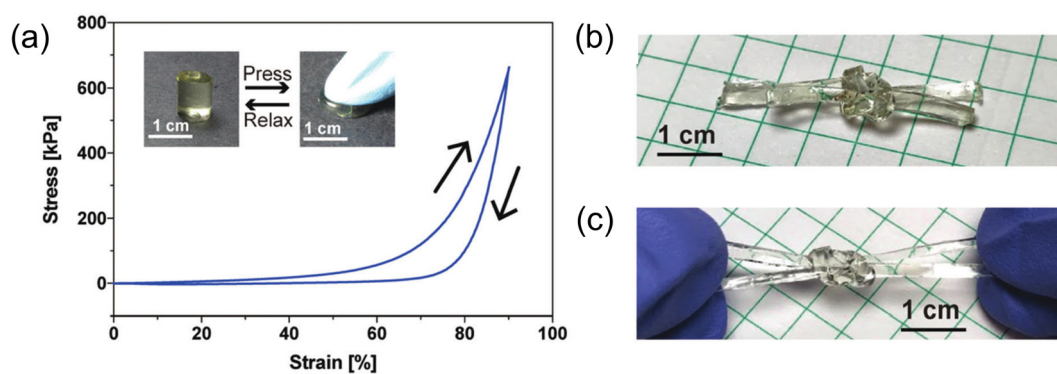 (a)
800
600
400
200
0
Stress [kPa]
0 20 40 60 80 100
Strain [%]
Press
Relax
1 cm
1 cm
(b)
1 cm
(c)
1 cm